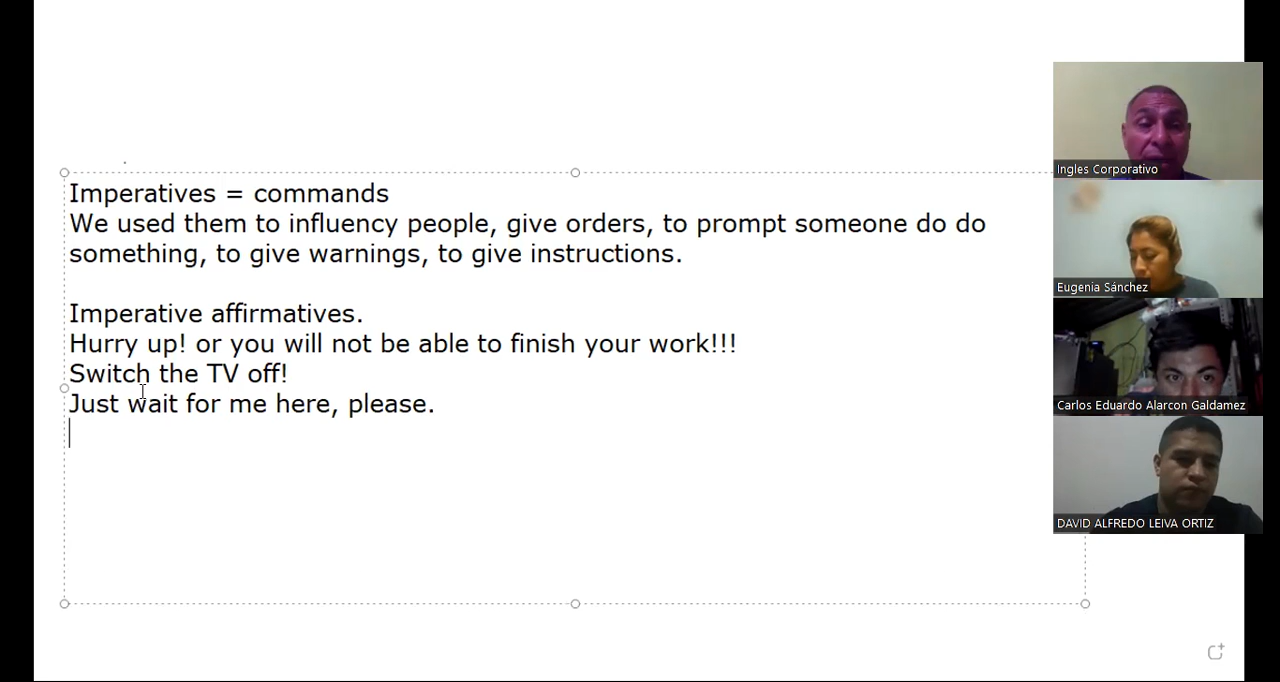 Imperatives = commands
We used them to influency people, give orders, to prompt someone do do
something, to give warnings, to give instructions.
Imperative affirmatives.
Hurry up! or you will not be able to finish your work!!!
Switch the TV off!
Just wait for me here, please.
Ingles Corporativo
Eugenia Sánchez
Carlos Eduardo Alarcon Galdamez
DAVID ALFREDO LEIVA ORTIZ